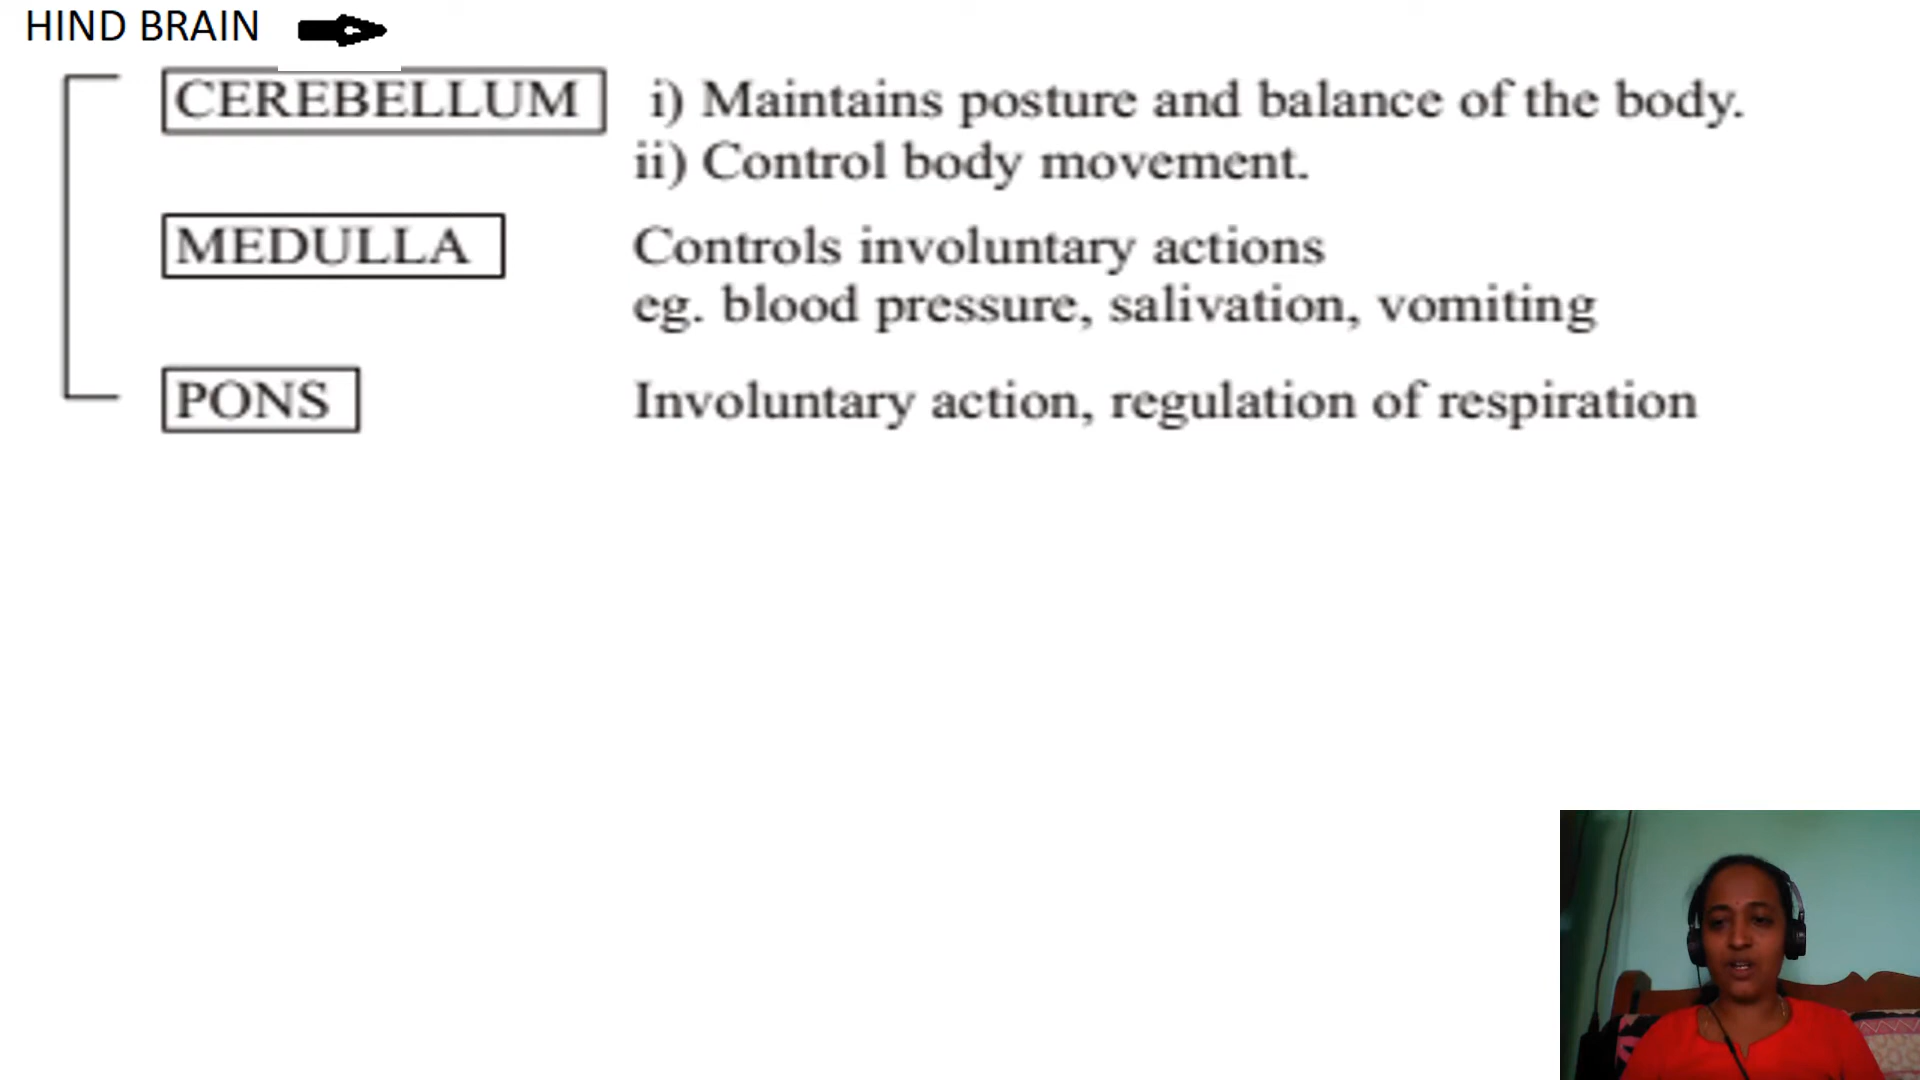 HIND BRAIN
CEREBELLUM i) Maintains posture and balance of the body.
ii) Control body movement.
MEDULLA Controls involuntary actions
eg. blood pressure, salivation, vomiting
PONS Involuntary action, regulation of respiration